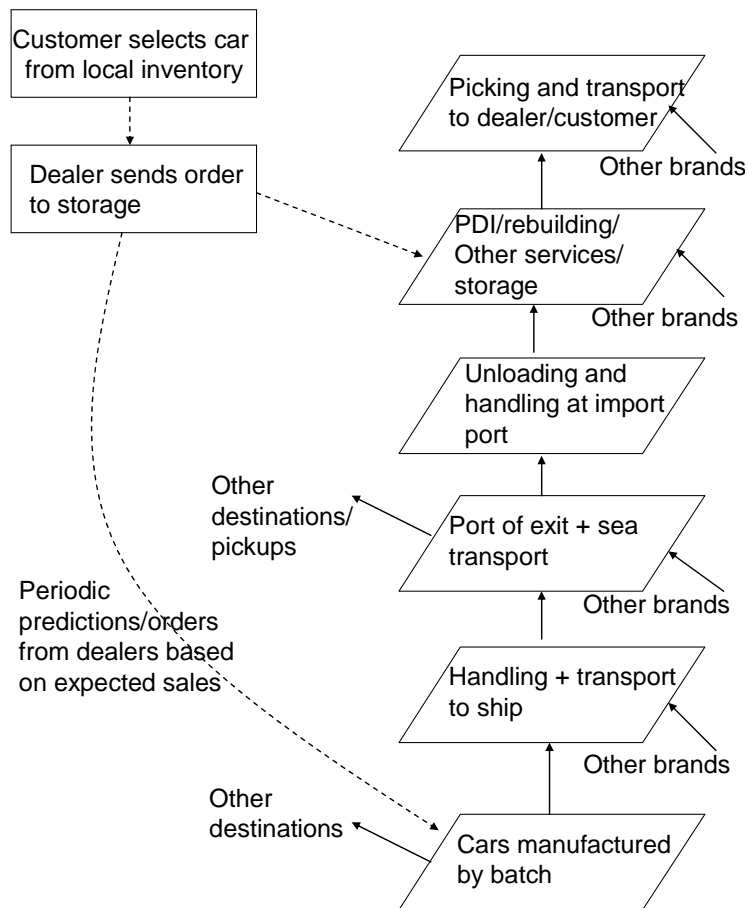 Customer selects car
from local inventory
Dealer sends order
to storage
Picking and transport
to dealer/customer
Other brands
PDI/rebuilding/
Other services/
storage
Other brands
Unloading and
handling at import
port
Other
destinations/
pickups
Port of exit + sea
transport
Other brands
Periodic
predictions/orders
from dealers based
on expected sales
Handling + transport
to ship
Other brands
Other
destinations
Cars manufactured
by batch